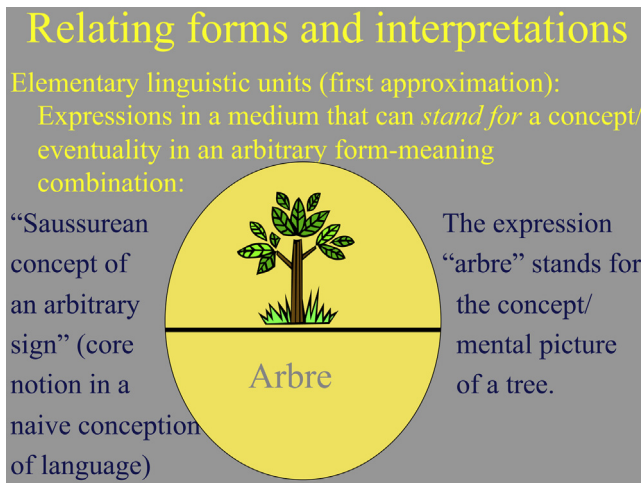 Relating forms and interpretations
Elementary linguistic units (first approximation):
Expressions in a medium that can stand for a concept/
eventuality in an arbitrary form-meaning
combination:
“Saussurean
concept of
an arbitrary
sign” (core
notion in a
naive conception
of language)
Arbre
The expression
“arbre” stands for
the concept/
mental picture
of a tree.